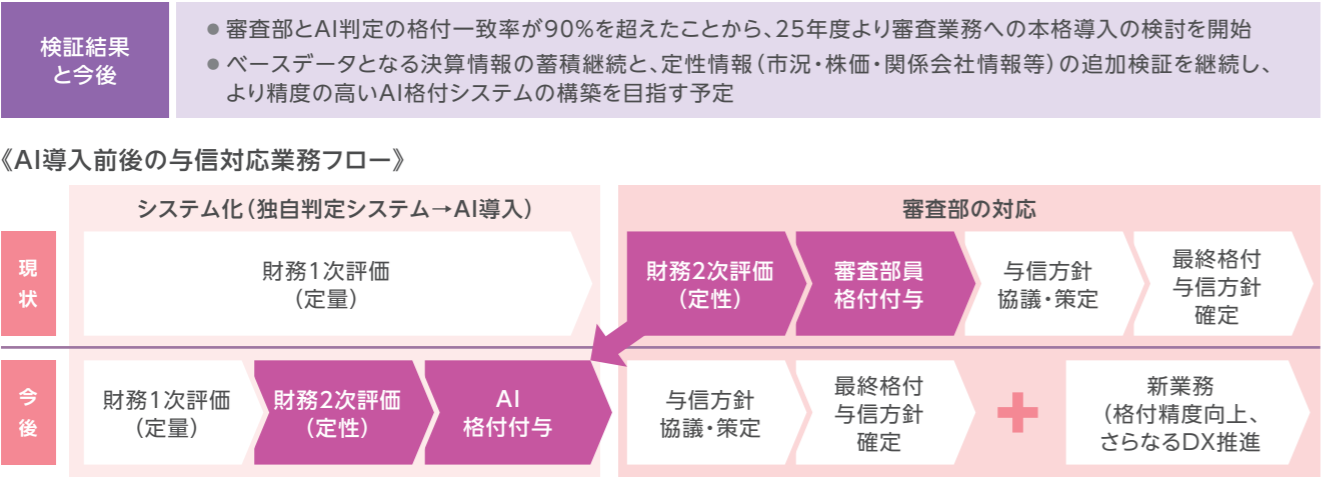 検証結果
と今後
● 審査部とAI判定の格付一致率が90%を超えたことから、25年度より審査業務への本格導入の検討を開始
● ベースデータとなる決算情報の蓄積継続と、定性情報（市況・株価・関係会社情報等）の追加検証を継続し、
より精度の高いAI格付システムの構築を目指す予定
《AI導入前後の与信対応業務フロー》
システム化（独自判定システム→AI導入）
審査部の対応
現状
財務1次評価
（定量）
財務2次評価
（定性）
審査部員
格付付与
与信方針
協議・策定
最終格付
与信方針
確定
今後
財務1次評価
（定量）
財務2次評価
（定性）
AI
格付付与
与信方針
協議・策定
最終格付
与信方針
確定
+
新業務
（格付精度向上、
さらなるDX推進